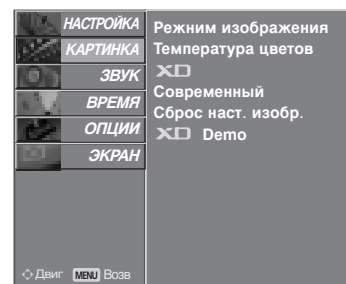 НАСТРОЙКА
КАРТИНКА
ЗВУК
ВРЕМЯ
ОПЦИИ
ЭКРАН
Режним изображения
Температура цветов
XD
Современный
Сброс наст. изобр.
XD Demo
Двиг MENU Возв